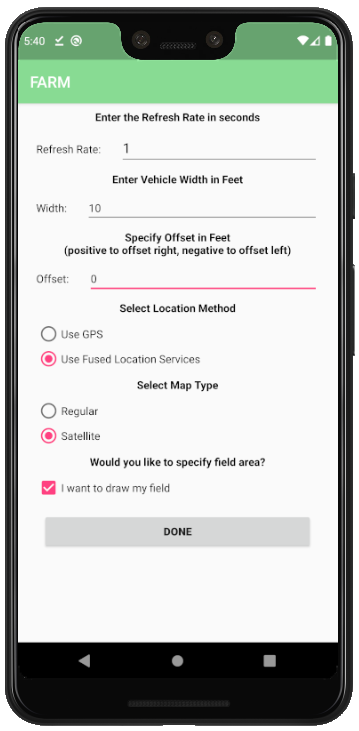 5:40
FARM
Enter the Refresh Rate in seconds
Refresh Rate: 1
Enter Vehicle Width in Feet
Width: 10
Specify Offset in Feet
(positive to offset right, negative to offset left)
Offset: 0
Select Location Method
Use GPS
Use Fused Location Services
Select Map Type
Regular
Satellite
Would you like to specify field area?
I want to draw my field
DONE